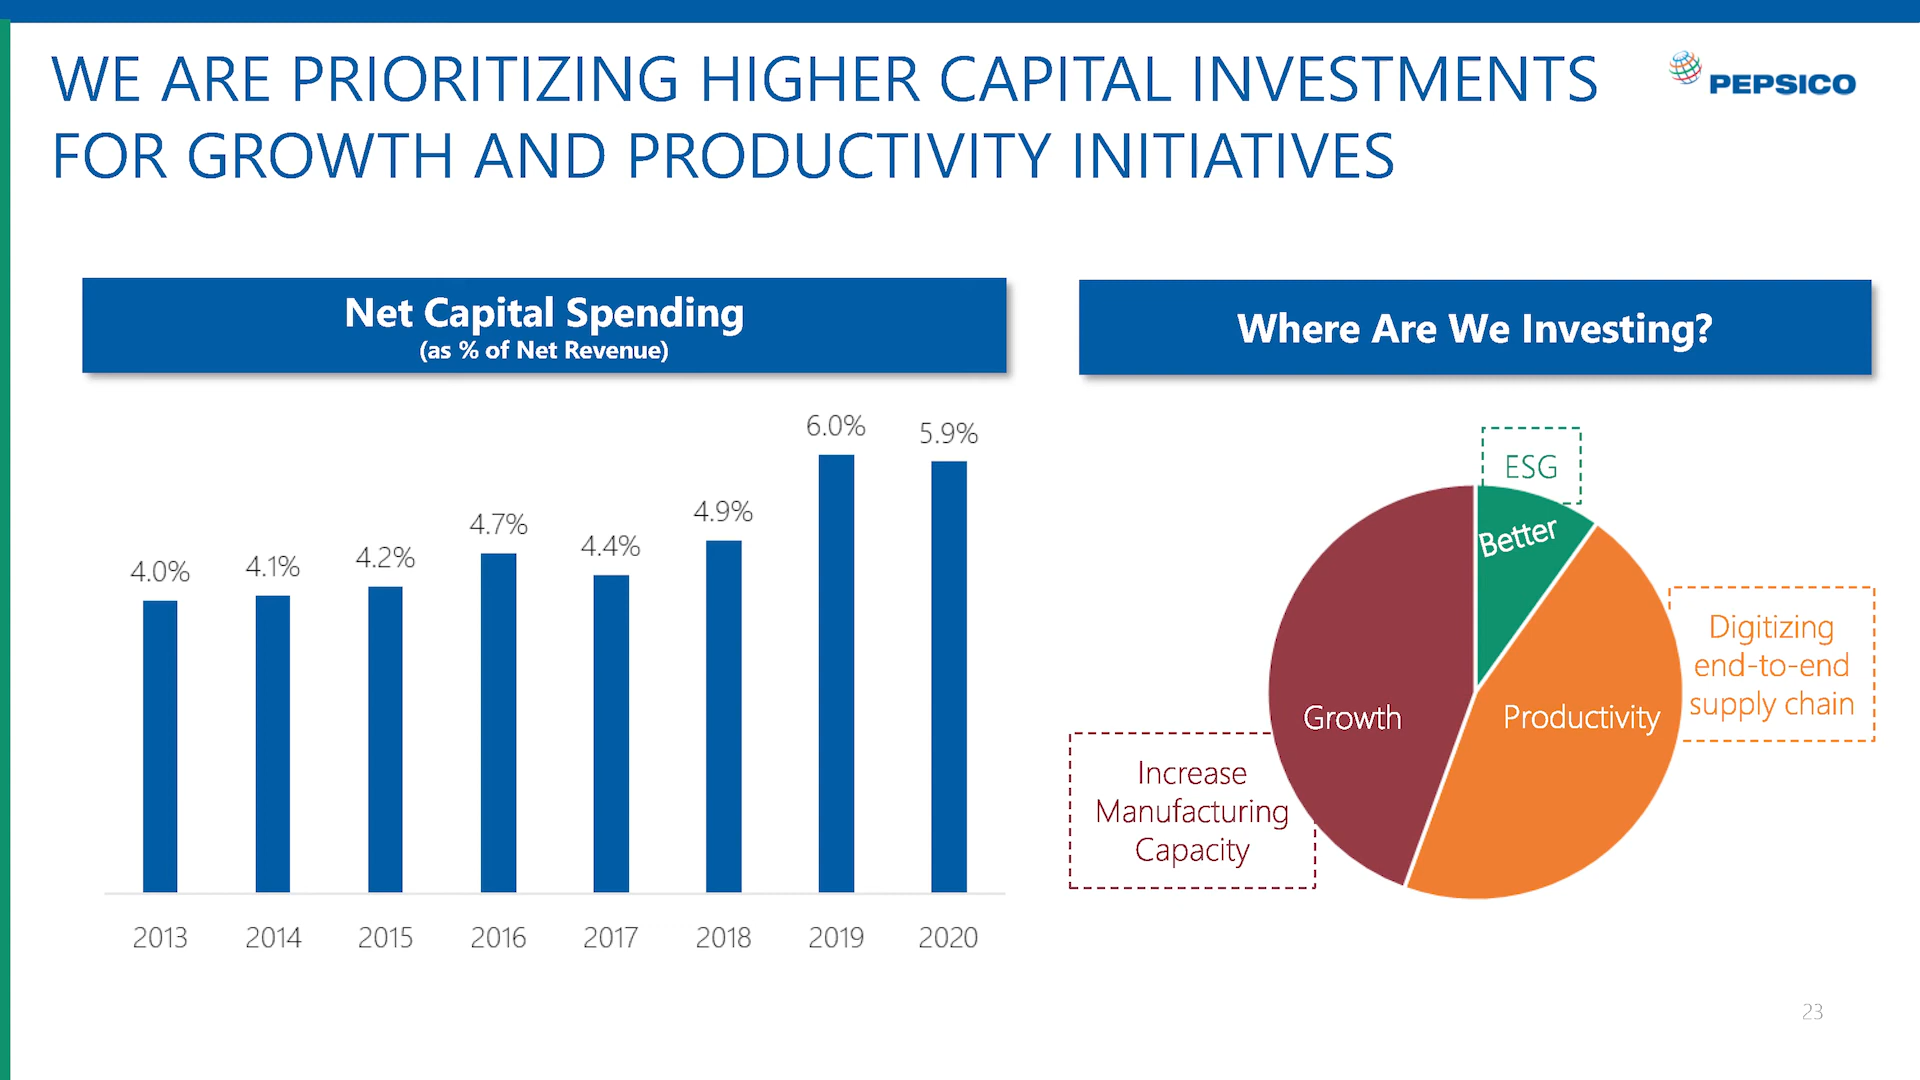 WE ARE PRIORITIZING HIGHER CAPITAL INVESTMENTS
FOR GROWTH AND PRODUCTIVITY INITIATIVES
PEPSICO
Net Capital Spending
(as % of Net Revenue)
4.0%
4.1%
4.2%
4.7%
4.4%
4.9%
6.0%
5.9%
2013
2014
2015
2016
2017
2018
2019
2020
Where Are We Investing?
ESG
Better
Digitizing
end-to-end
supply chain
Growth
Productivity
Increase
Manufacturing
Capacity
23